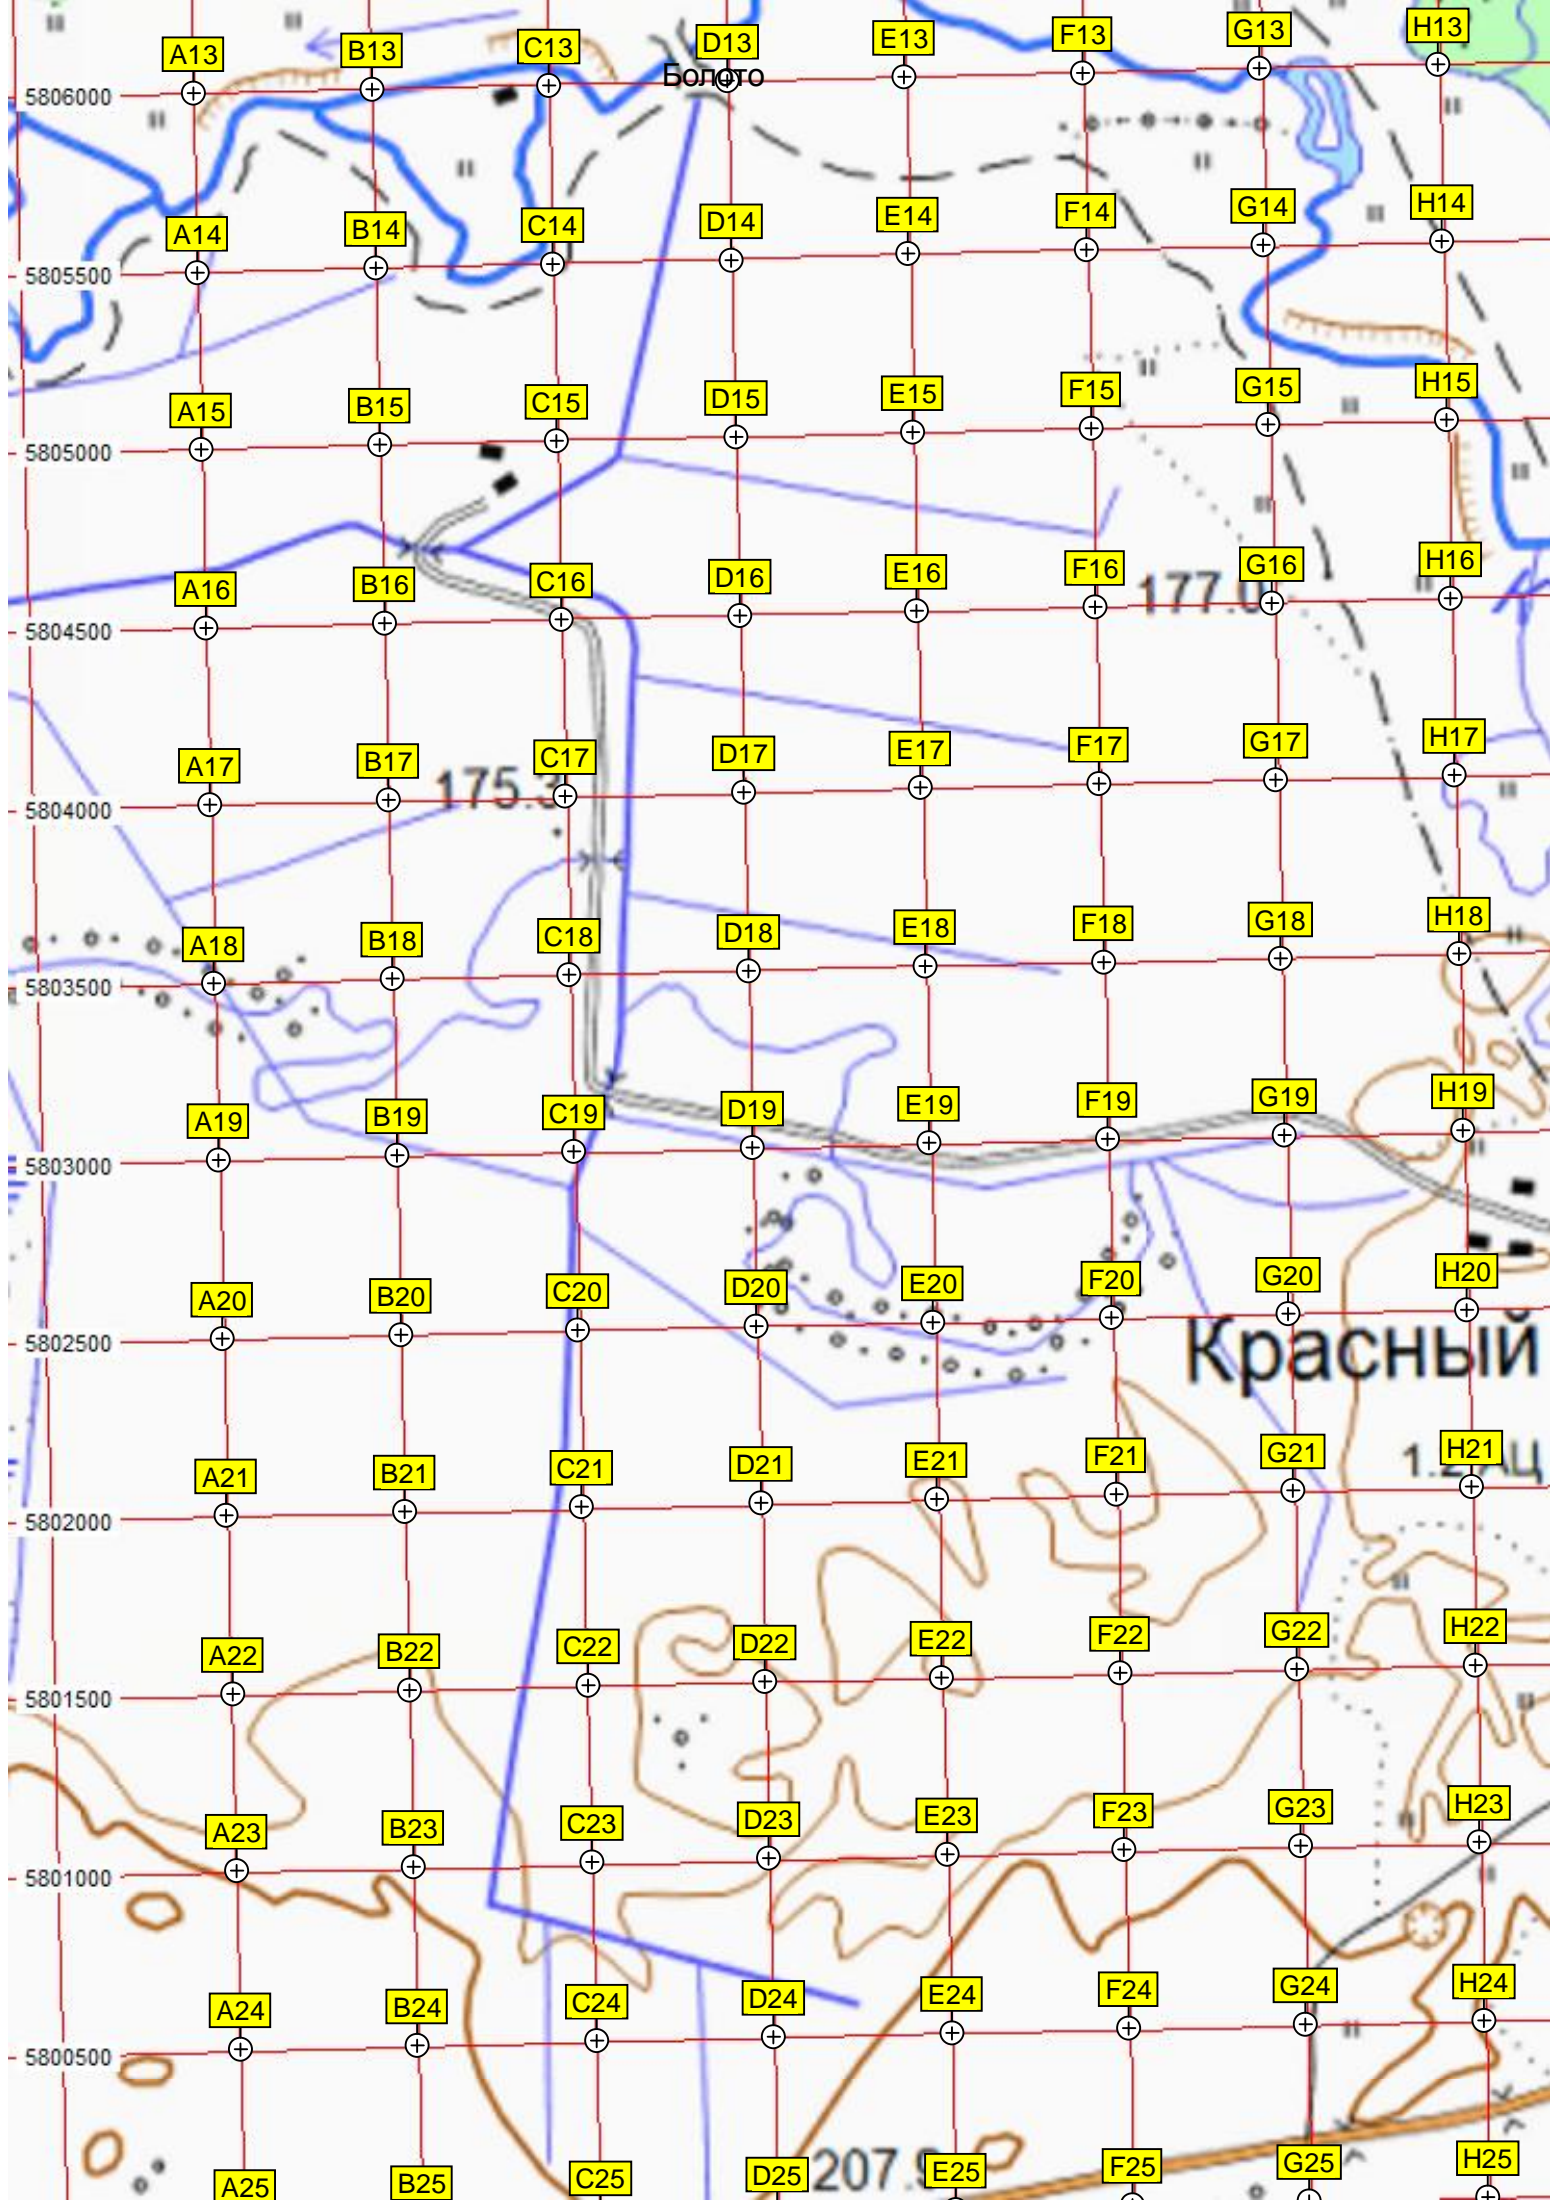 A13 B13 C13 D13 E13 F13 G13 H13
Болото
5806000
A14 B14 C14 D14 E14 F14 G14 H14
5805500
A15 B15 C15 D15 E15 F15 G15 H15
5805000
A16 B16 C16 D16 E16 F16 G16 H16
177.0
5804500
A17 B17 C17 D17 E17 F17 G17 H17
175.3
5804000
A18 B18 C18 D18 E18 F18 G18 H18
5803500
A19 B19 C19 D19 E19 F19 G19 H19
5803000
A20 B20 C20 D20 E20 F20 G20 H20
5802500
Красный
A21 B21 C21 D21 E21 F21 G21 H21
5802000
A22 B22 C22 D22 E22 F22 G22 H22
5801500
A23 B23 C23 D23 E23 F23 G23 H23
5801000
A24 B24 C24 D24 E24 F24 G24 H24
5800500
A25 B25 C25 D25 207.9 E25 F25 G25 H25